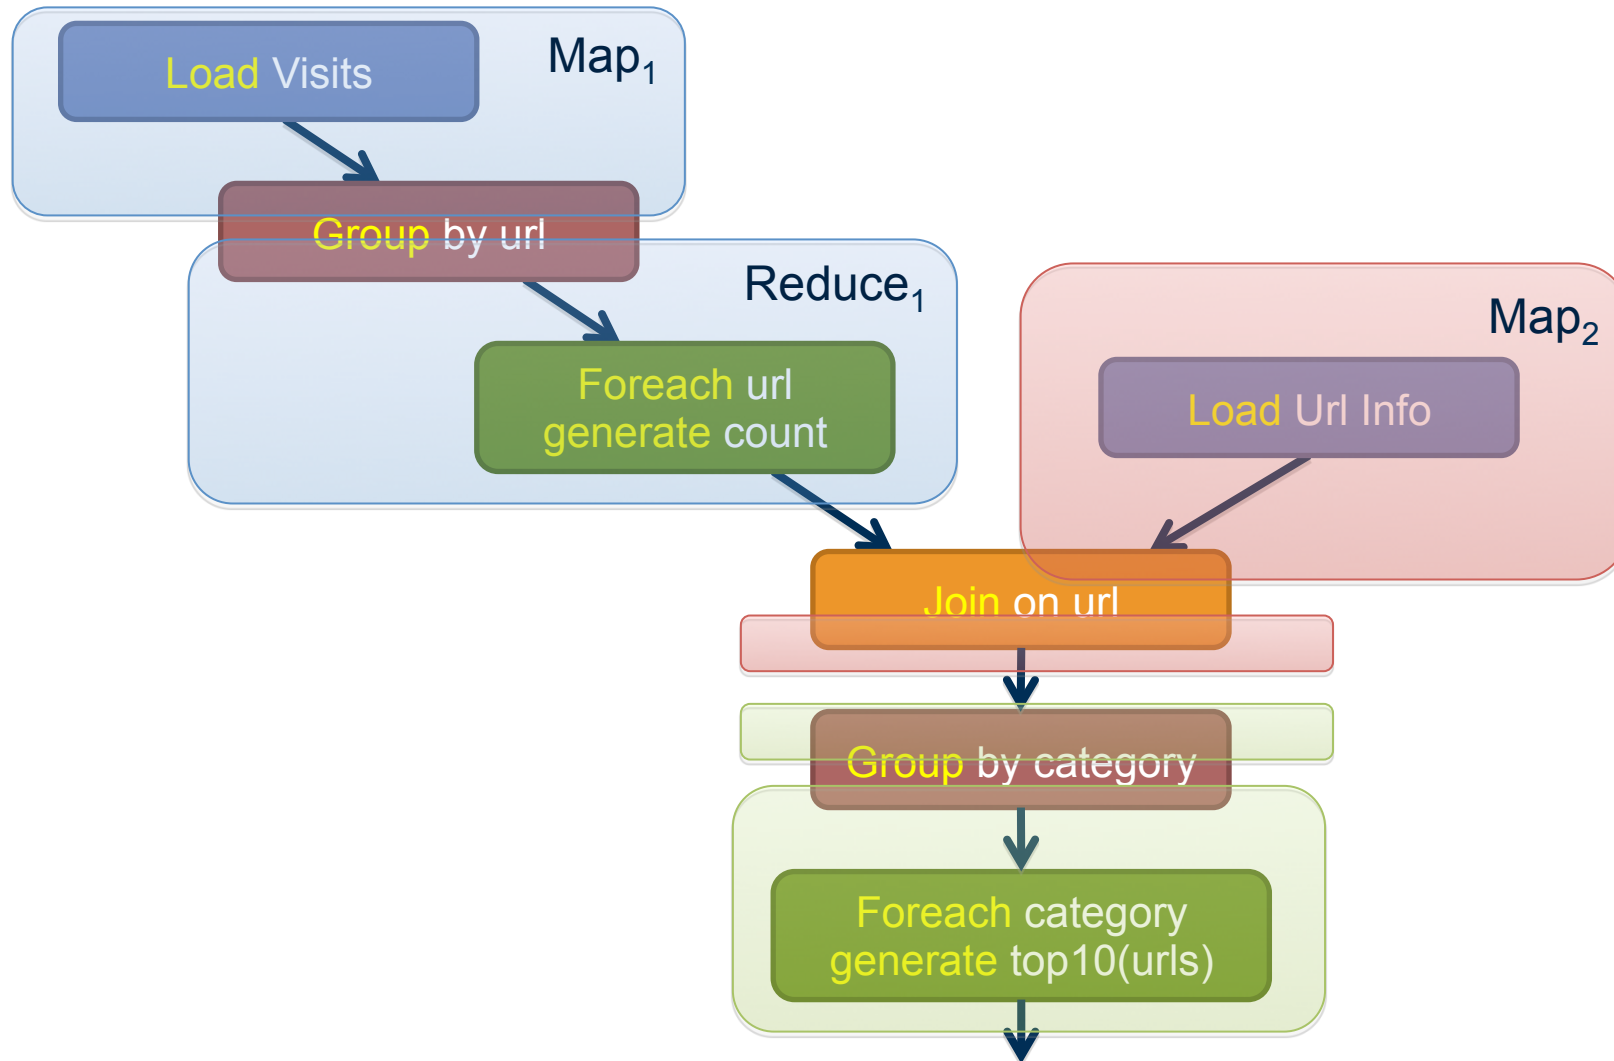 Load Visits
Map₁
Group by url
Reduce₁
Foreach url
generate count
Map₂
Load Url Info
Join on url
Group by category
Foreach category
generate top10(urls)